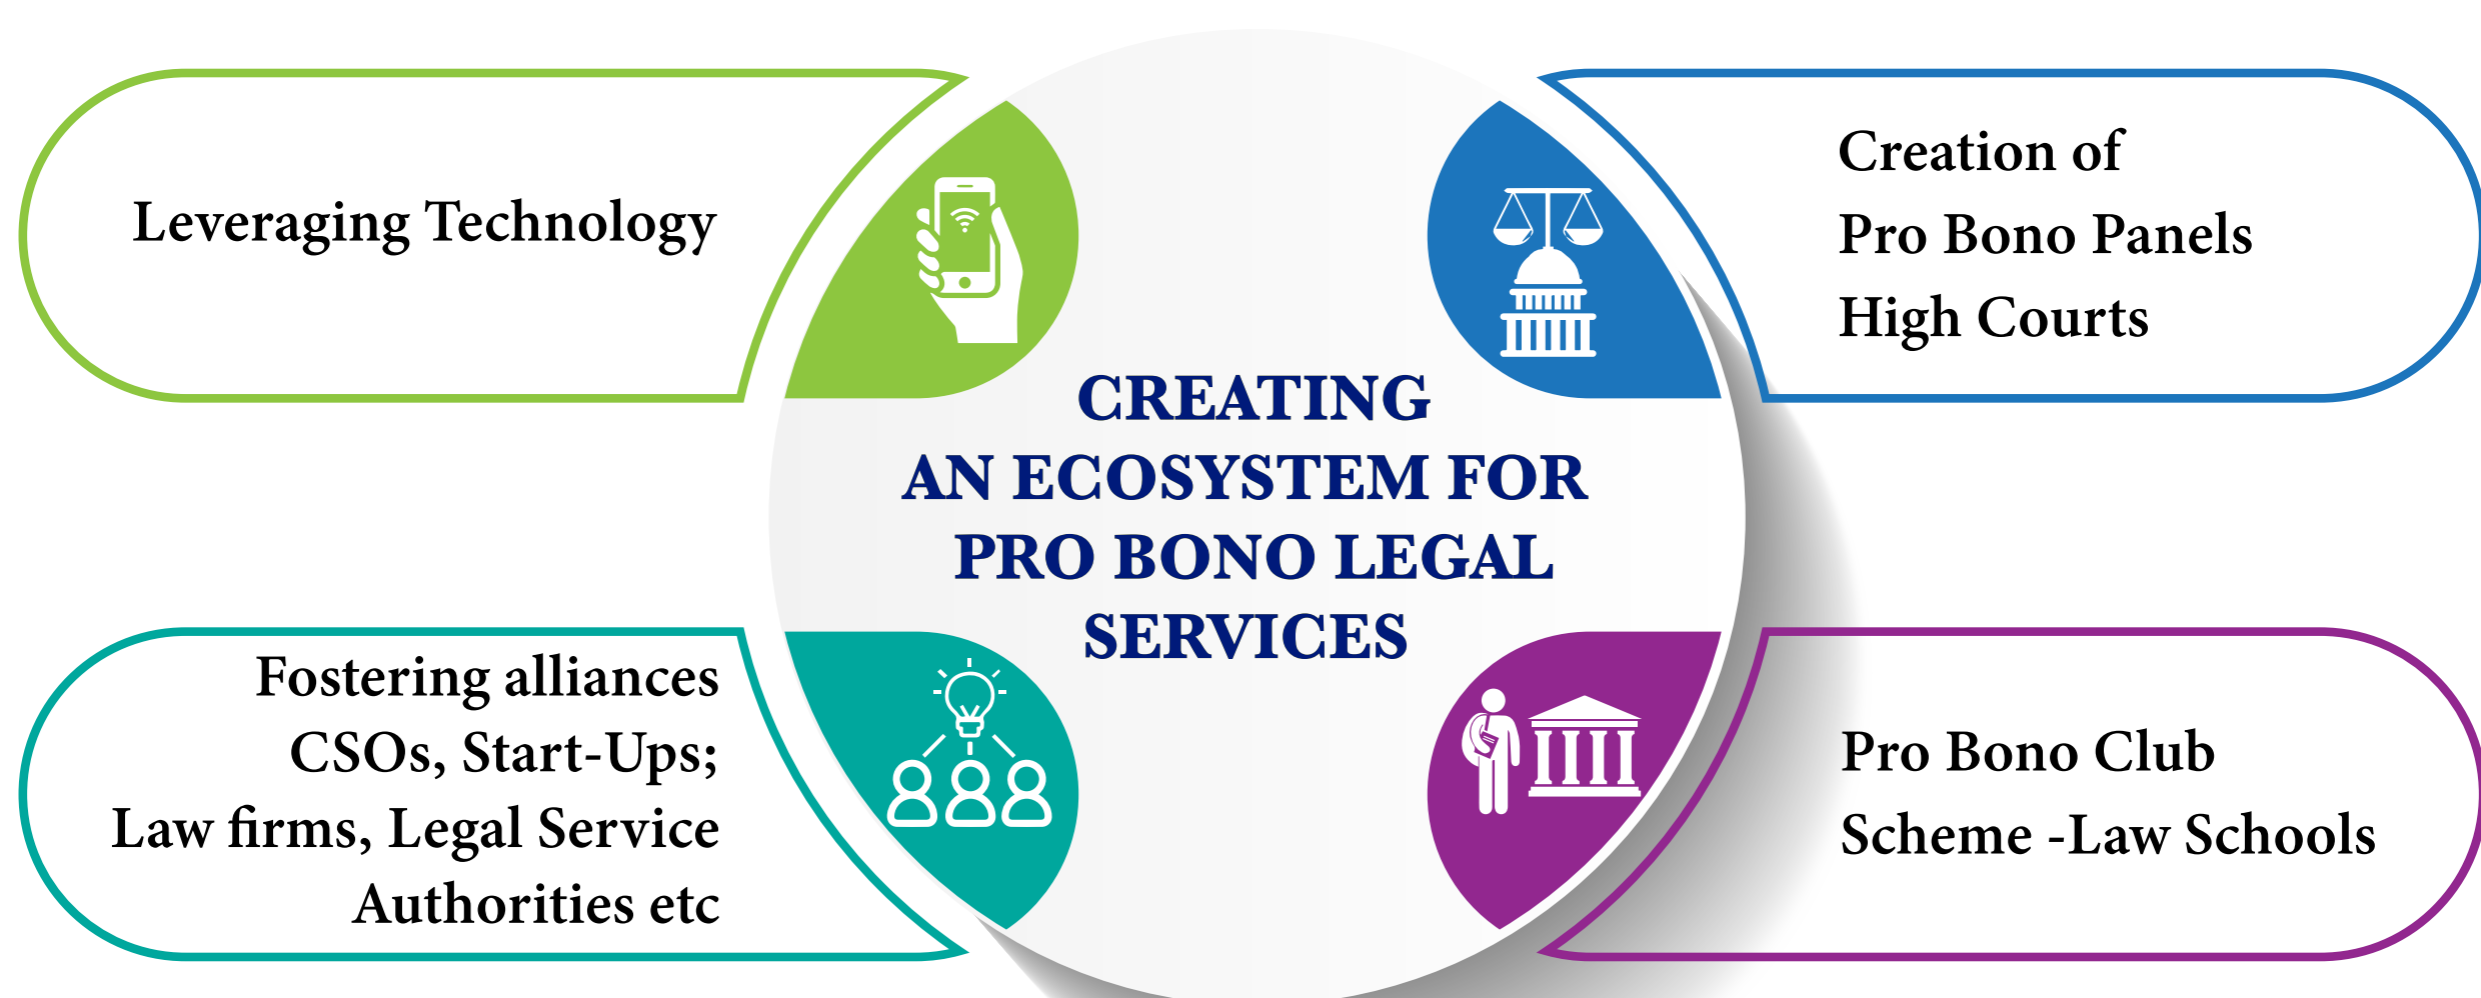 Leveraging Technology
Creation of
Pro Bono Panels
High Courts
CREATING
AN ECOSYSTEM FOR
PRO BONO LEGAL
SERVICES
Fostering alliances
CSOs, Start-Ups;
Law firms, Legal Service
Authorities etc
Pro Bono Club
Scheme -Law Schools